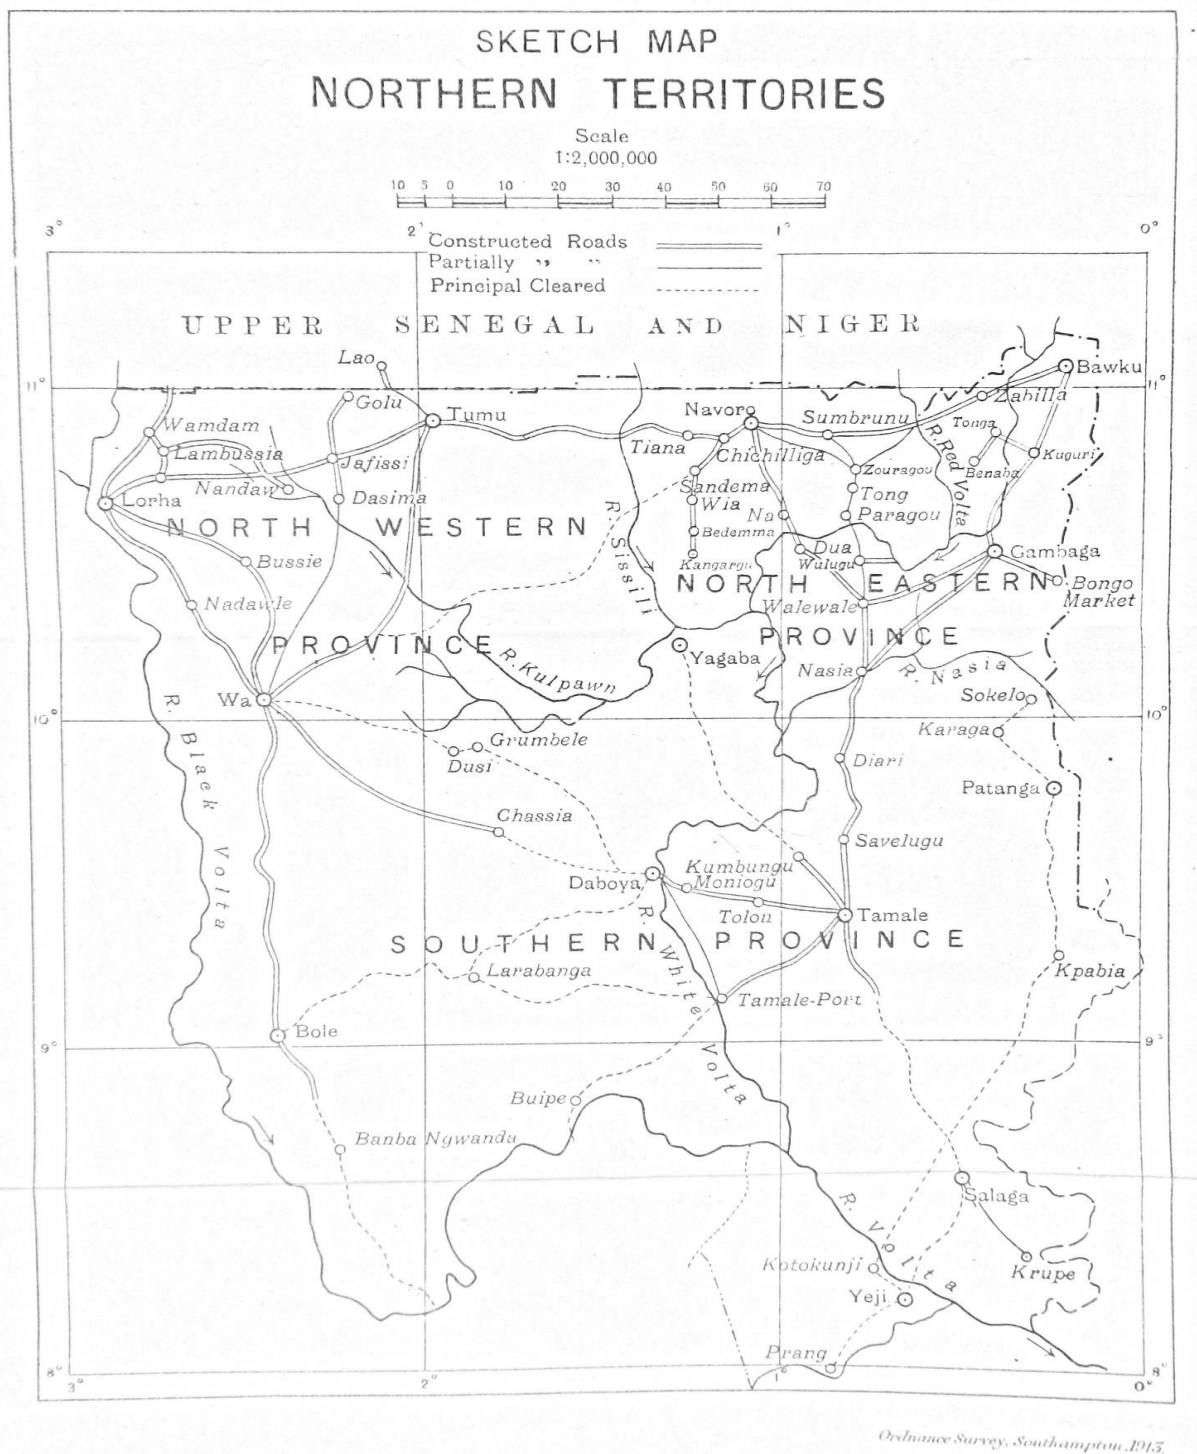 SKETCH MAP
NORTHERN TERRITORIES
Scale
1:2,000,000
10 5 0 10 20 30 40 50 60 70
3° 2° 1° 0°
Constructed Roads
Partially " "
Principal Cleared
UPPER SENEGAL AND NIGER
Lao
11°
Bawku
11°
Golu
Zabilla
Tumu
Navoro
Sumbrunu
Wamdam
Tonga
Tiana
Lambussia
Chichilliga
Kuguri
Jafissi
Zouragou
Benaba
R. Red Volta
Nandaw
Sandema
Lorha
Dasima
Wia
Tong
Na
Paragou
NORTH WESTERN
R. Sissili
Bedemma
Dua
Gambaga
Bussie
Kangargu
Wulugu
NORTH EASTERN
Bongo
Market
Nadawle
Walewale
PROVINCE
PROVINCE
Yagaba
R. Kulpawn
Nasia
R. Nasia
Wa
Sokelo
10°
10°
Karaga
R. Black Volta
Grumbele
Dusi
Diari
Patanga
Chassia
Savelugu
Kumbungu
Daboya
Moniogu
Tolon
Tamale
SOUTHERN PROVINCE
R. White Volta
Larabanga
Kpabia
Tamale-Port
Bole
9°
9°
Buipe
Banba Ngwanda
Salaga
R. Volta
Kotokunji
Krupe
Yeji
Prang
8°
8°
3° 2° 1° 0°
Ordnance Survey, Southampton, 1913.